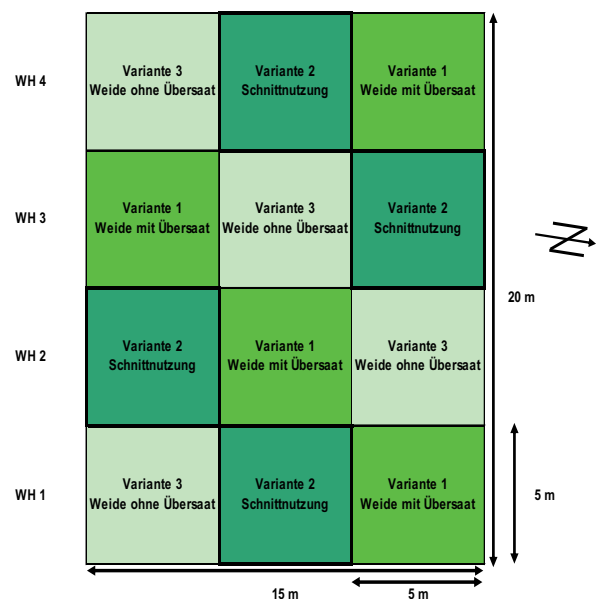 WH 4
Variante 3
Weide ohne Übersaat
Variante 2
Schnittnutzung
Variante 1
Weide mit Übersaat
WH 3
Variante 1
Weide mit Übersaat
Variante 3
Weide ohne Übersaat
Variante 2
Schnittnutzung
N
20 m
WH 2
Variante 2
Schnittnutzung
Variante 1
Weide mit Übersaat
Variante 3
Weide ohne Übersaat
WH 1
Variante 3
Weide ohne Übersaat
Variante 2
Schnittnutzung
Variante 1
Weide mit Übersaat
5 m
15 m
5 m